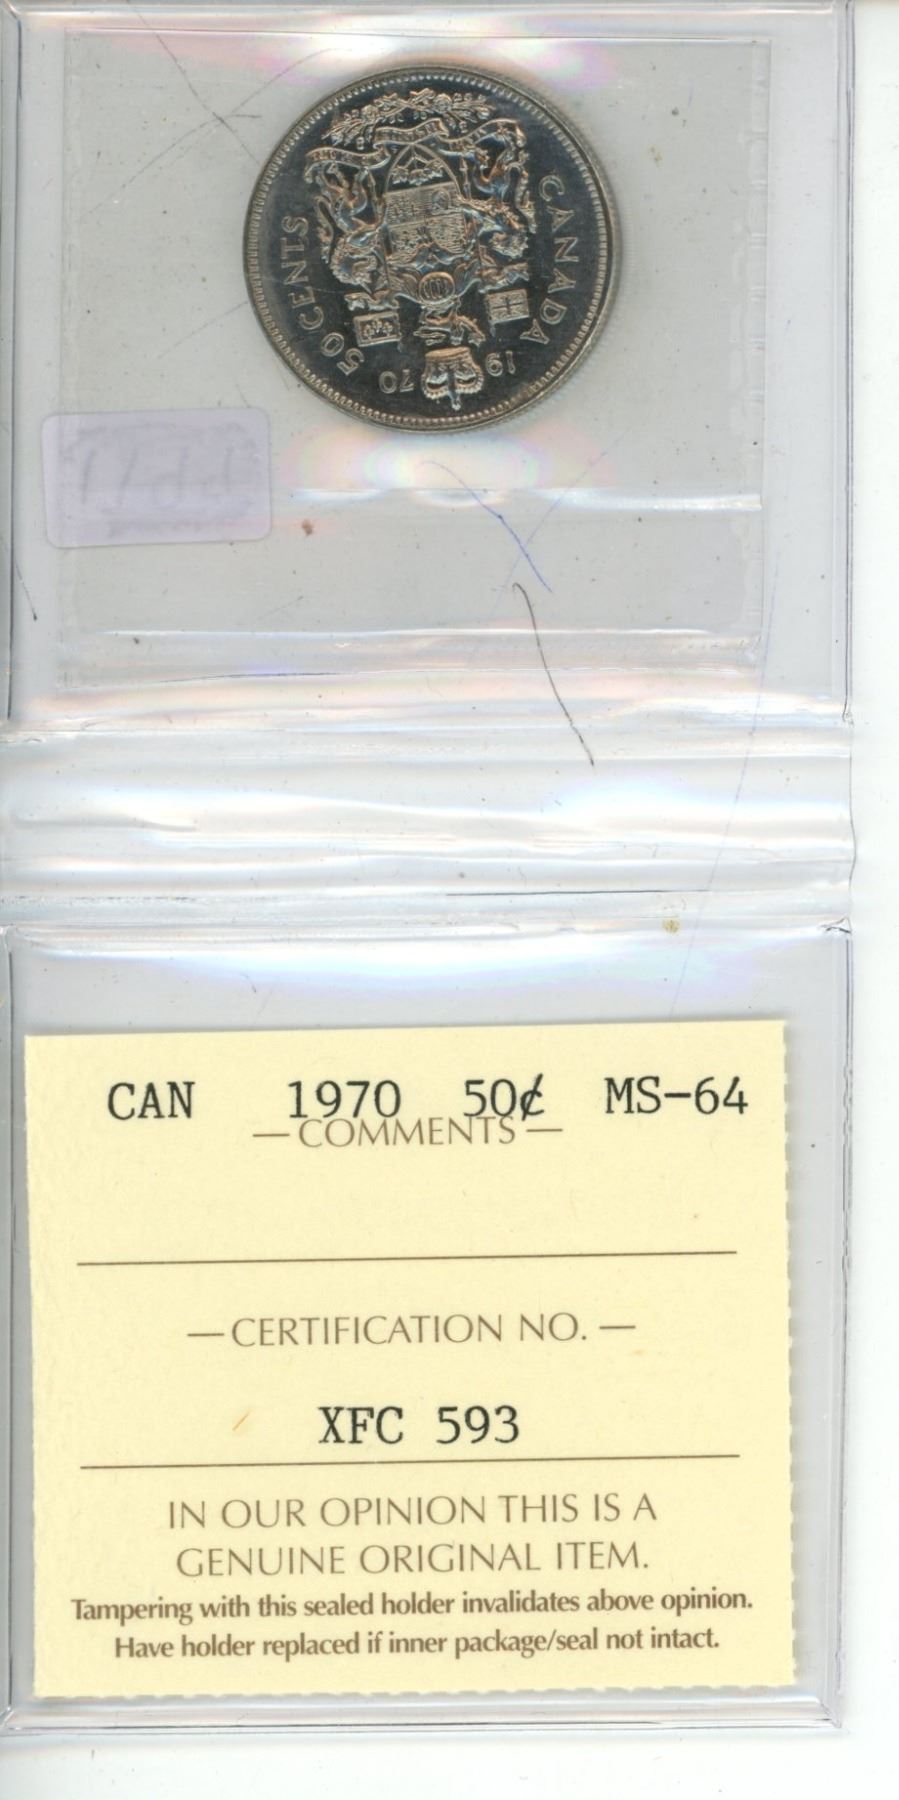 CANADA
50 CENTS
1970
CAN 1970 50¢ MS-64
— COMMENTS —
— CERTIFICATION NO. —
XFC 593
IN OUR OPINION THIS IS A
GENUINE ORIGINAL ITEM.
Tampering with this sealed holder invalidates above opinion.
Have holder replaced if inner package/seal not intact.